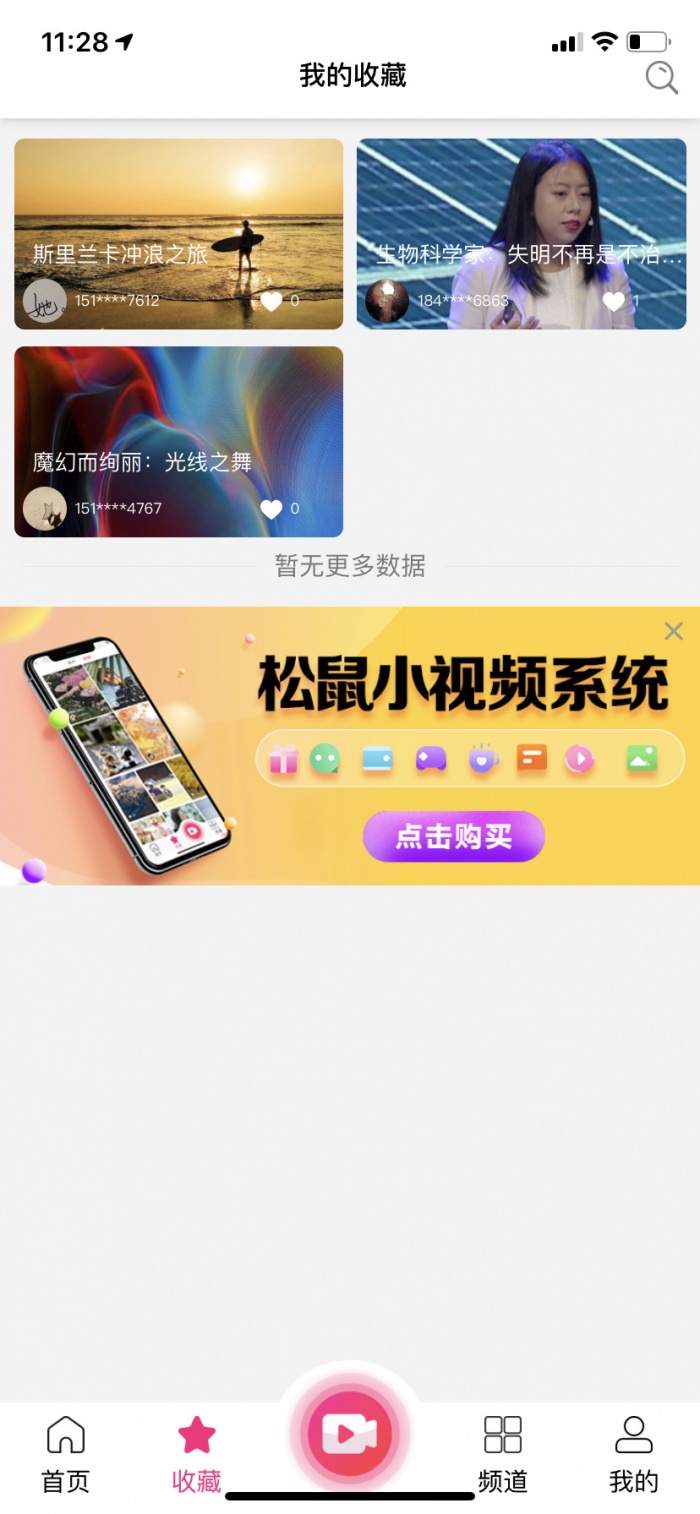 11:28
我的收藏
斯里兰卡冲浪之旅
151****7612
0
生物科学家：失明不再是不治...
184****6863
1
魔幻而绚丽：光线之舞
151****4767
0
暂无更多数据
松鼠小视频系统
点击购买
首页
收藏
频道
我的